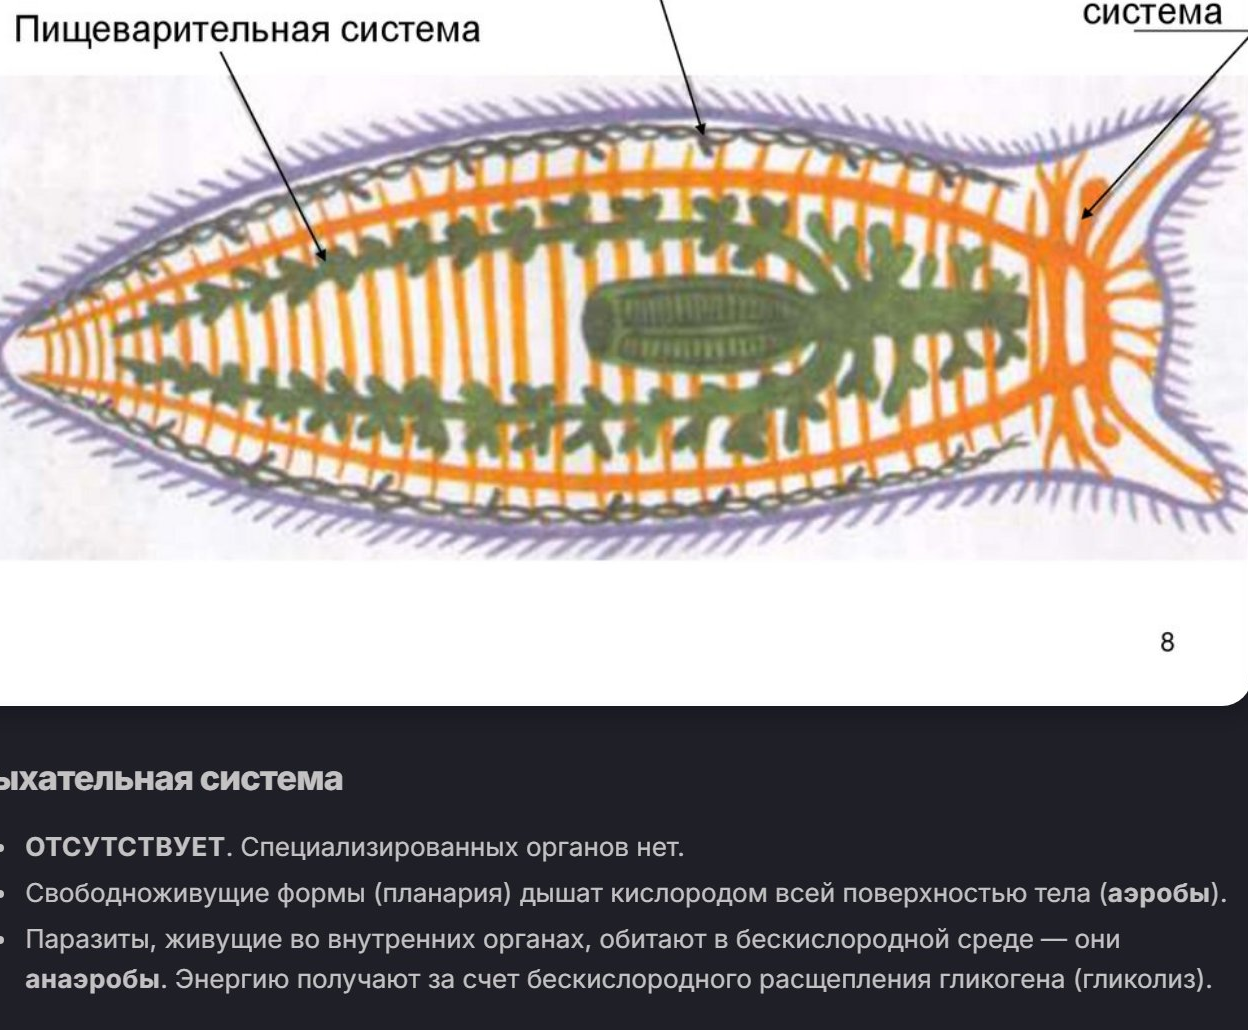 система
Пищеварительная система
8
ыхательная система
• ОТСУТСТВУЕТ. Специализированных органов нет.
• Свободноживущие формы (планария) дышат кислородом всей поверхностью тела (аэробы).
• Паразиты, живущие во внутренних органах, обитают в бескислородной среде — они
анаэробы. Энергию получают за счет бескислородного расщепления гликогена (гликолиз).